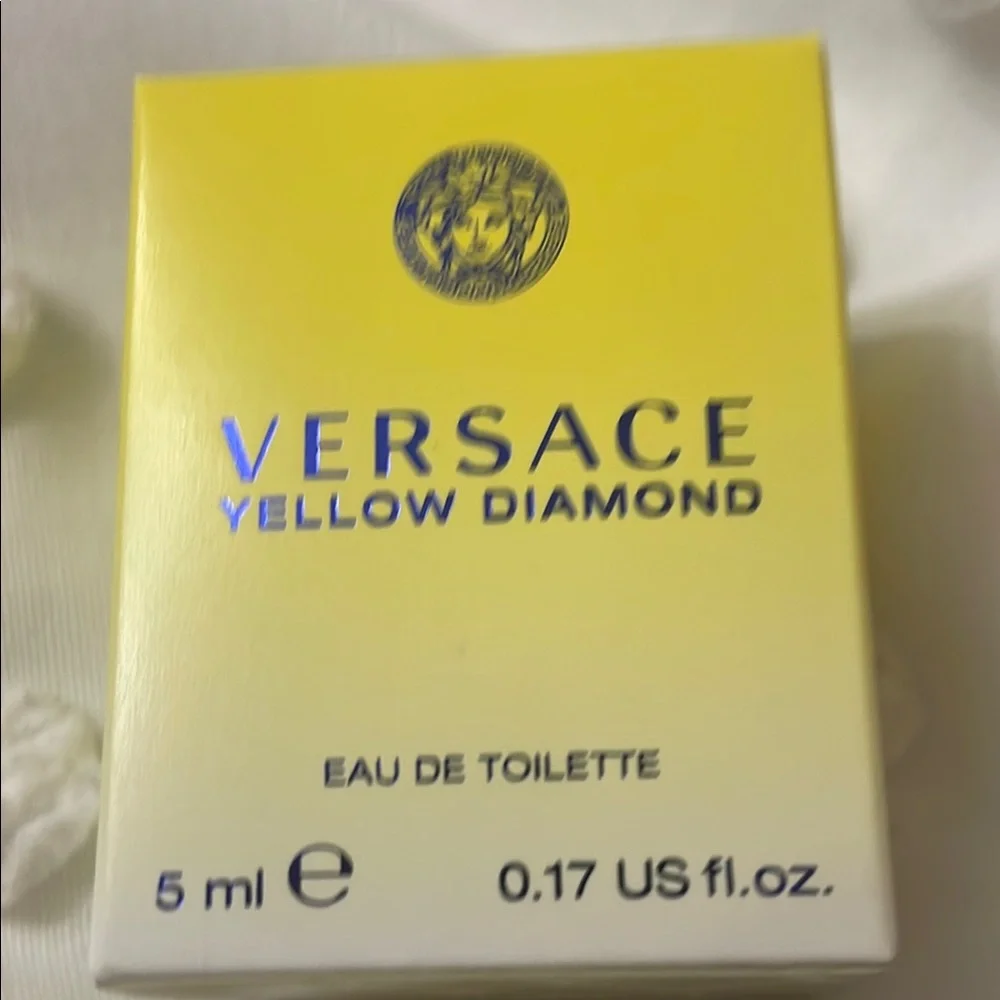 VERSACE
YELLOW DIAMOND
EAU DE TOILETTE
5 ml ℮ 0.17 US fl.oz.